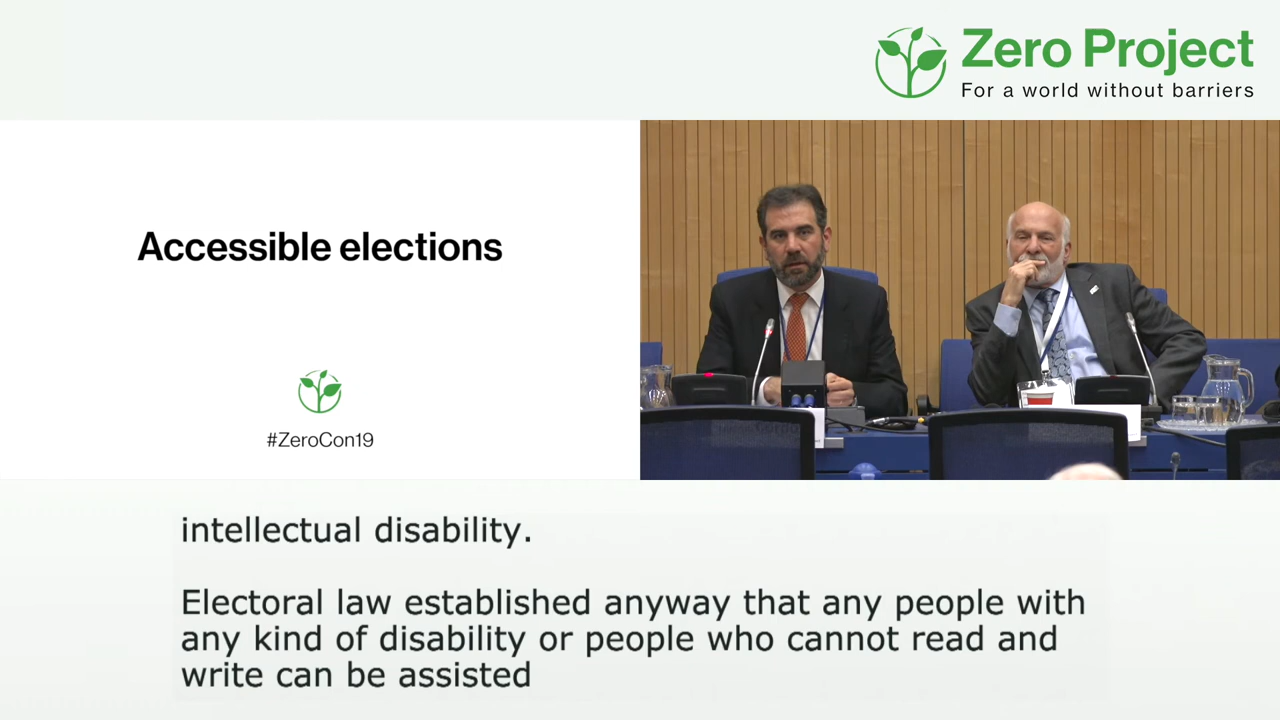 Zero Project
For a world without barriers
Accessible elections
#ZeroCon19
intellectual disability.
Electoral law established anyway that any people with
any kind of disability or people who cannot read and
write can be assisted